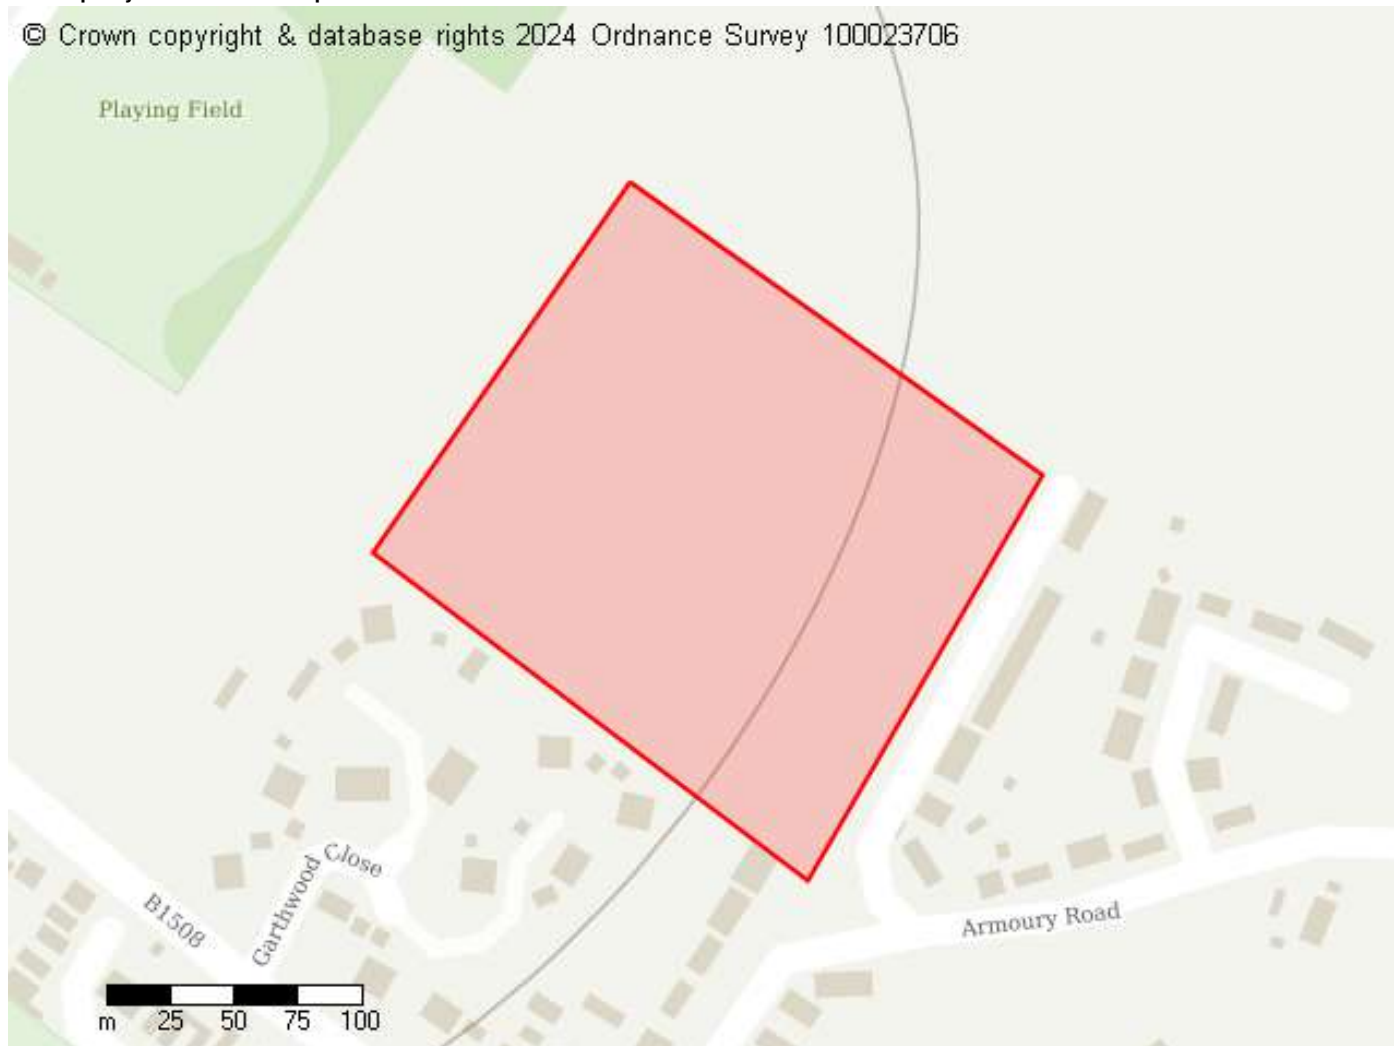 © Crown copyright & database rights 2024 Ordnance Survey 100023706
Playing Field
Garthwood Close
B1508
Armoury Road
m 25 50 75 100